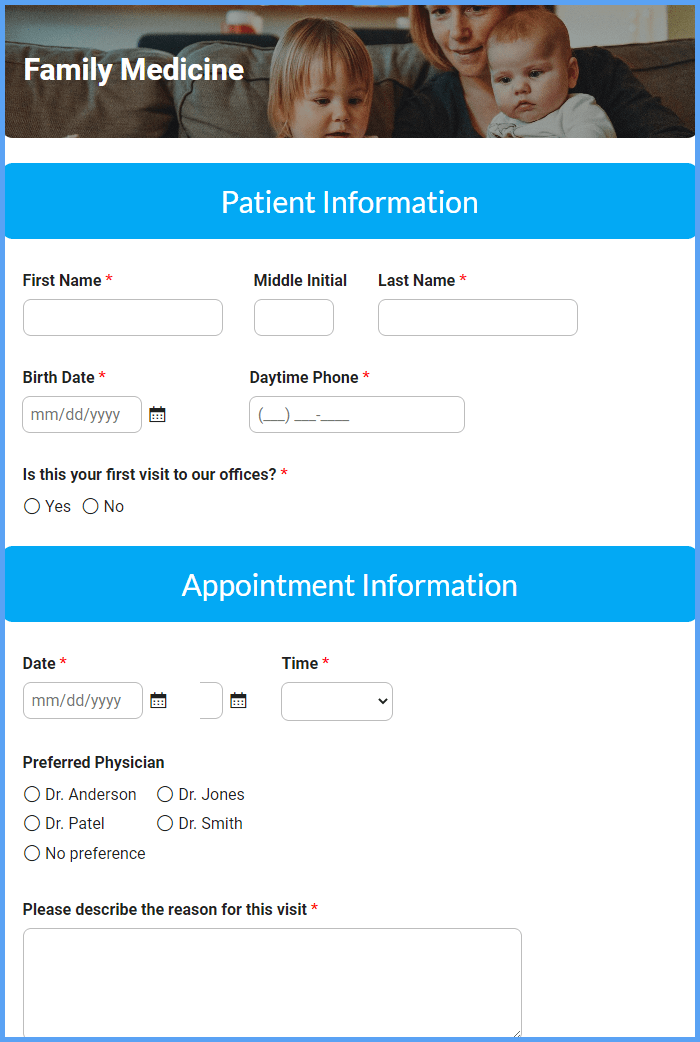 Family Medicine
Patient Information
First Name * Middle Initial Last Name *
Birth Date * Daytime Phone *
mm/dd/yyyy (___) ___-____
Is this your first visit to our offices? *
Yes No
Appointment Information
Date * Time *
mm/dd/yyyy
Preferred Physician
Dr. Anderson Dr. Jones
Dr. Patel Dr. Smith
No preference
Please describe the reason for this visit *